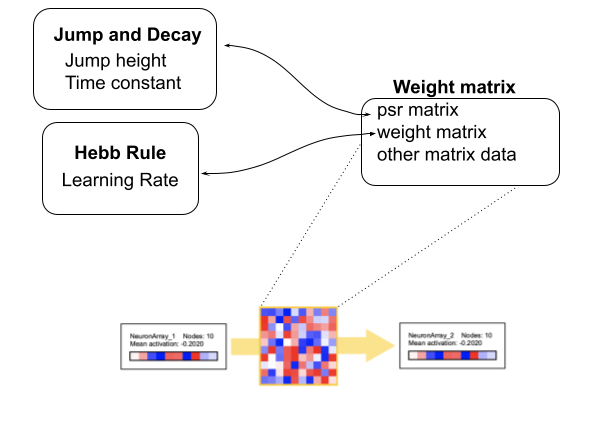 Jump and Decay
Jump height
Time constant
Weight matrix
psr matrix
weight matrix
other matrix data
Hebb Rule
Learning Rate
NeuronArray_1 Nodes: 10
Mean activation: -0.2020
NeuronArray_2 Nodes: 10
Mean activation: -0.2020